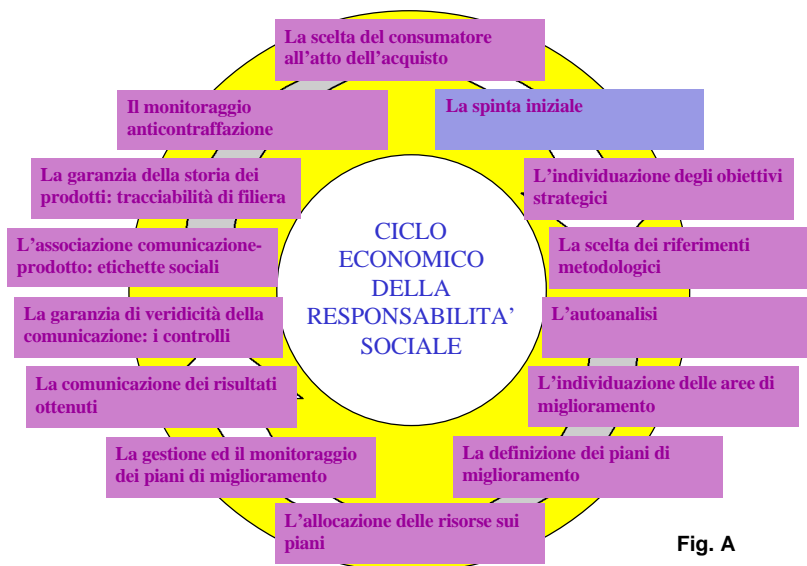 La scelta del consumatore
all'atto dell'acquisto
La spinta iniziale
L'individuazione degli obiettivi
strategici
La scelta dei riferimenti
metodologici
L'autoanalisi
L'individuazione delle aree di
miglioramento
La definizione dei piani di
miglioramento
L'allocazione delle risorse sui
piani
La gestione ed il monitoraggio
dei piani di miglioramento
La comunicazione dei risultati
ottenuti
La garanzia di veridicità della
comunicazione: i controlli
L'associazione comunicazione-
prodotto: etichette sociali
La garanzia della storia dei
prodotti: tracciabilità di filiera
Il monitoraggio
anticontraffazione
CICLO
ECONOMICO
DELLA
RESPONSABILITA'
SOCIALE
Fig. A